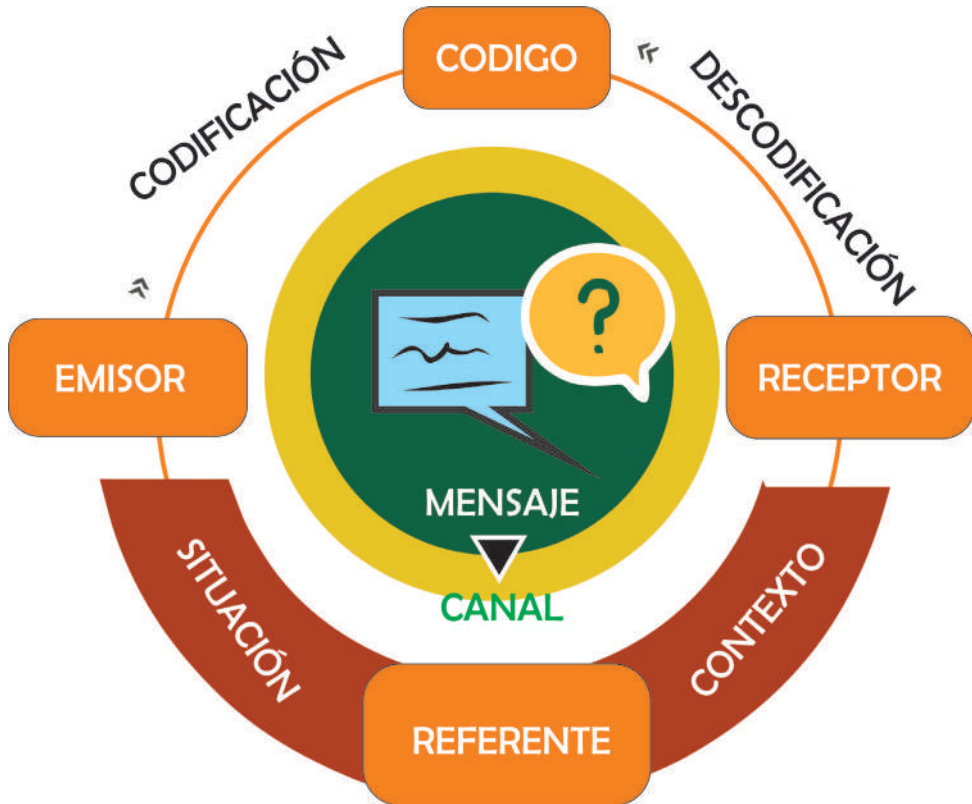 CODIGO
CODIFICACIÓN
DESCODIFICACIÓN
EMISOR
RECEPTOR
?
MENSAJE
CANAL
SITUACIÓN
CONTEXTO
REFERENTE